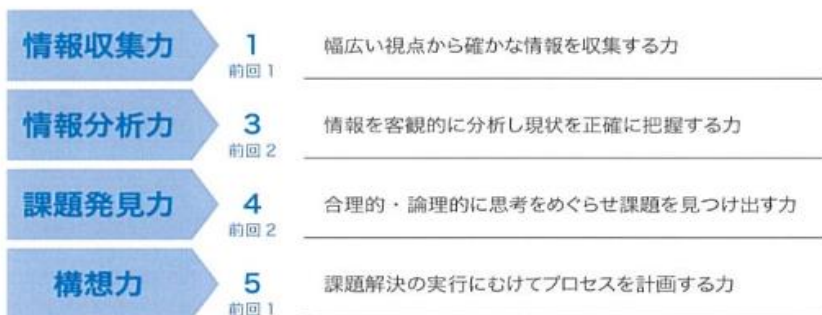 情報収集力 1 幅広い視点から確かな情報を収集する力
前回 1
情報分析力 3 情報を客観的に分析し現状を正確に把握する力
前回 2
課題発見力 4 合理的・論理的に思考をめぐらせ課題を見つけ出す力
前回 2
構想力 5 課題解決の実行にむけてプロセスを計画する力
前回 1